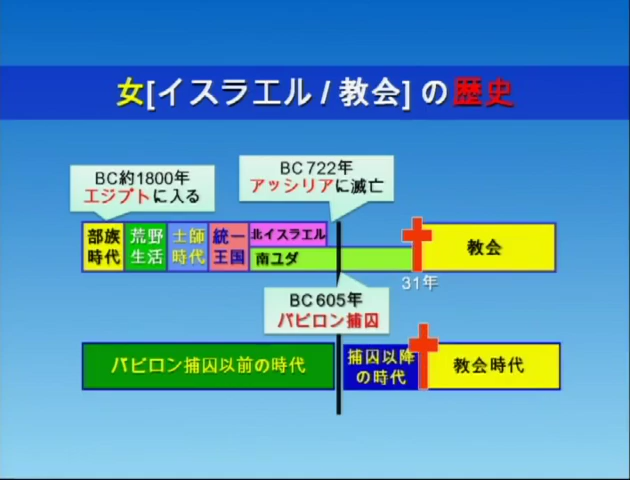 女[イスラエル / 教会] の歴史
BC約1800年
エジプトに入る
BC 722年
アッシリアに滅亡
部族
時代
荒野
生活
士師
時代
統一
王国
北イスラエル
南ユダ
教会
31年
BC 605年
バビロン捕囚
バビロン捕囚以前の時代
捕囚以降
の時代
教会時代